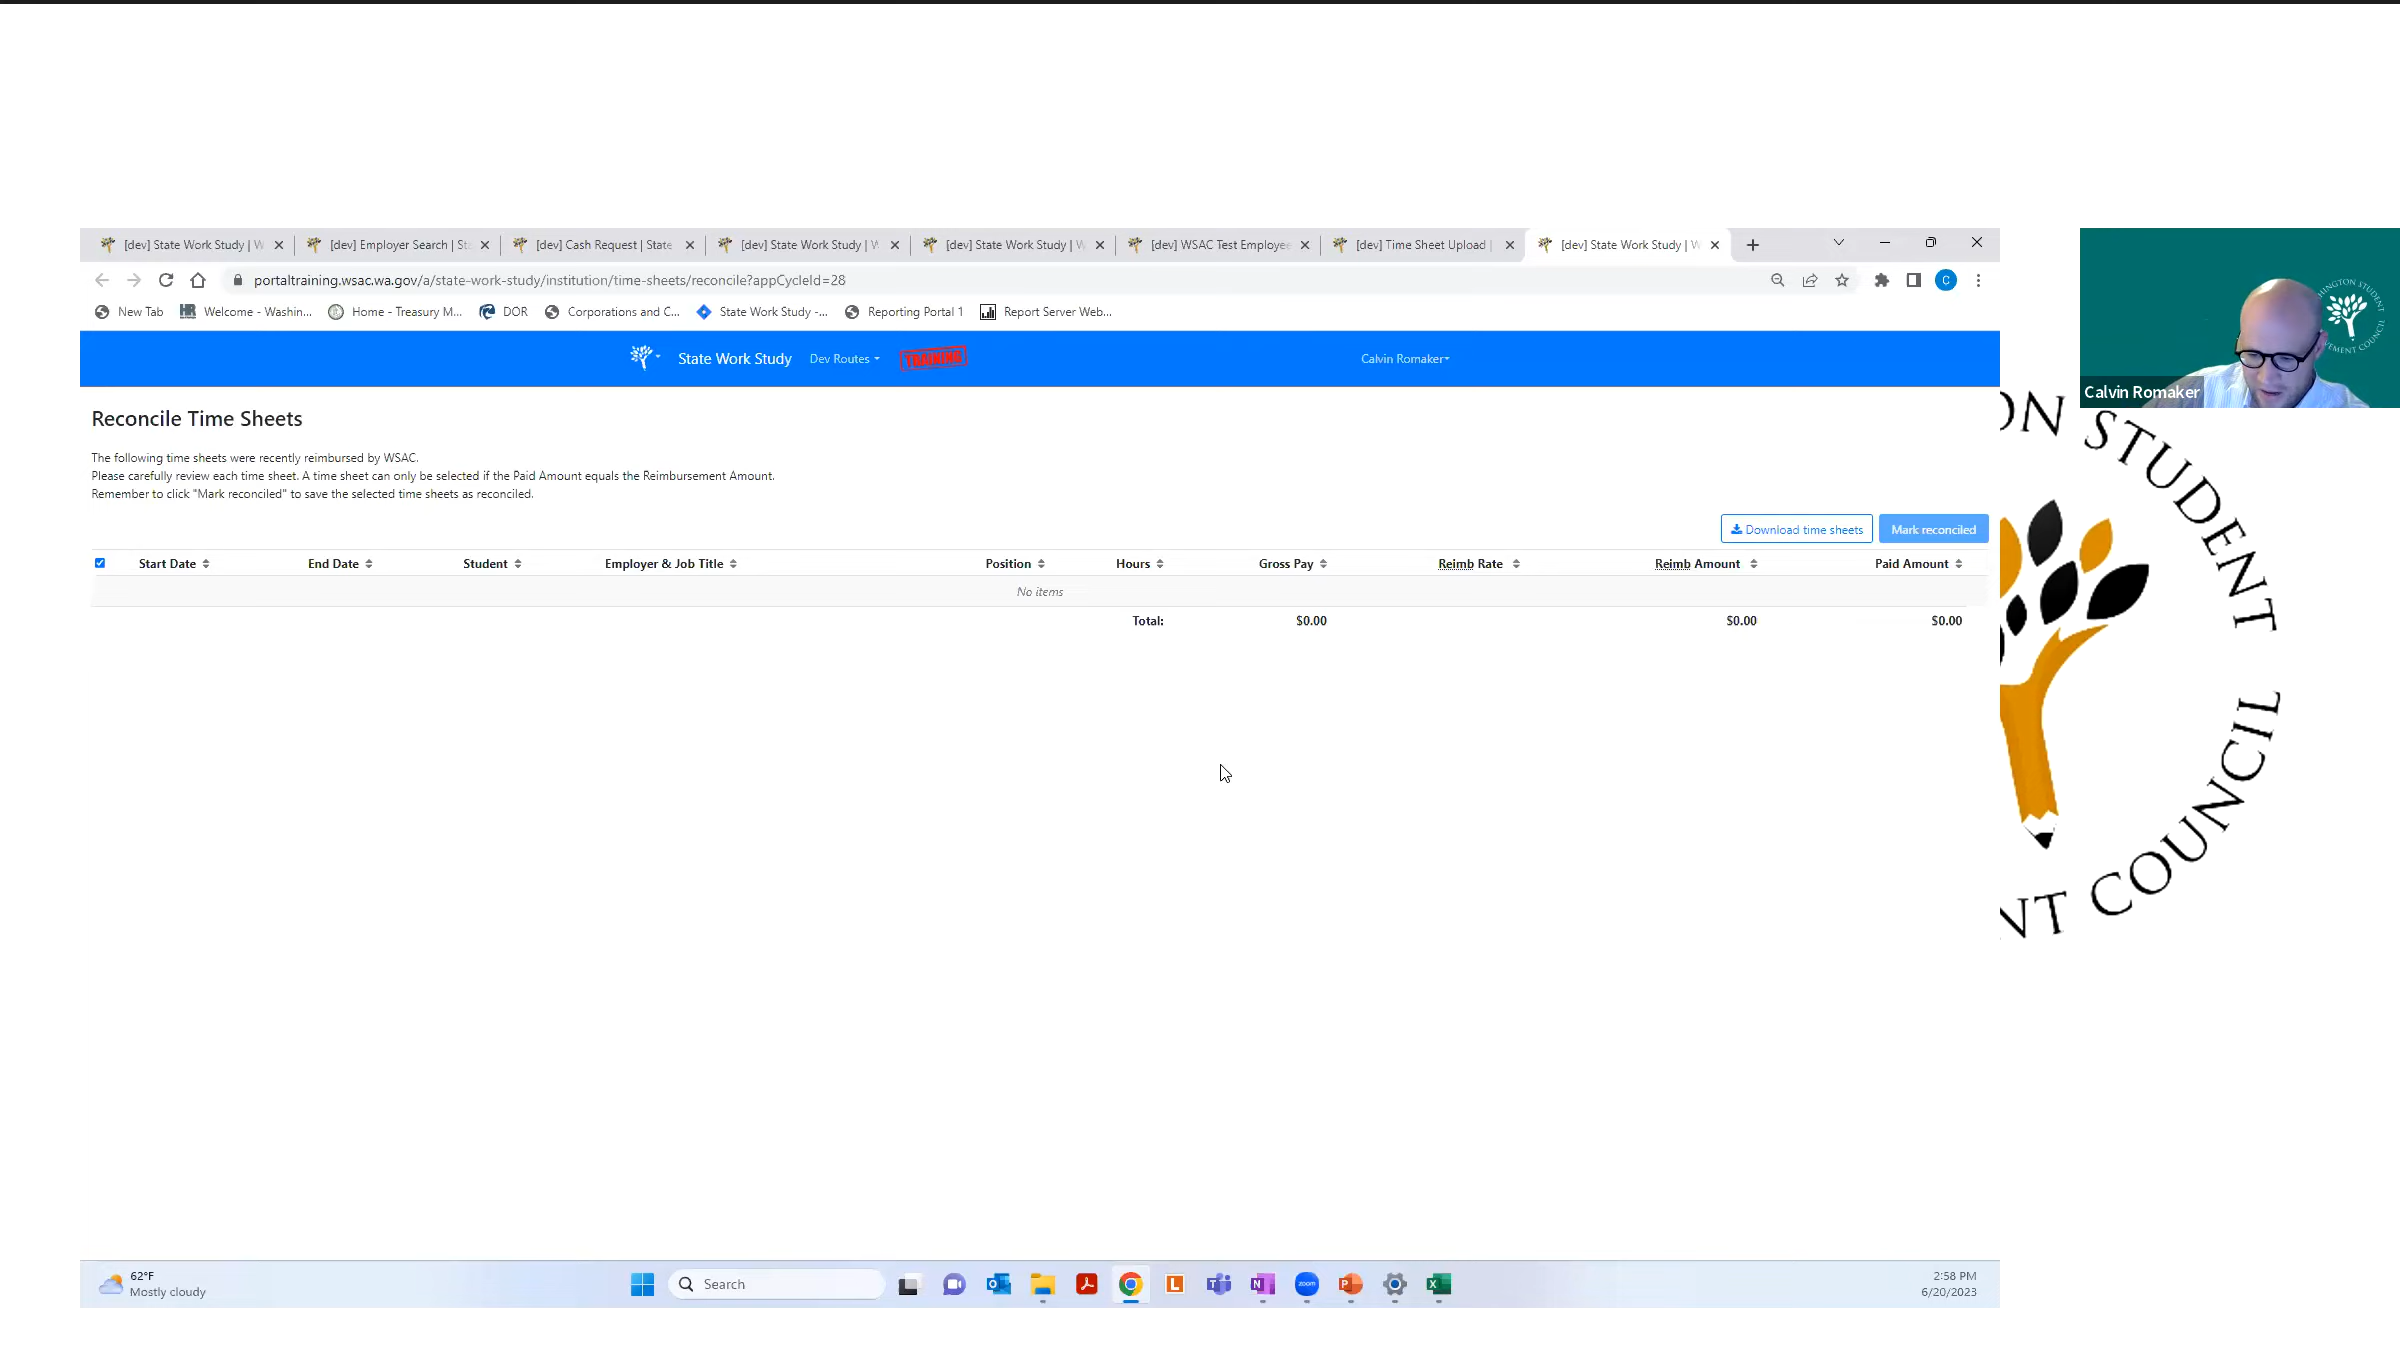 [dev] State Work Study | W
[dev] Employer Search | Sta
[dev] Cash Request | State
[dev] State Work Study | W
[dev] State Work Study | W
[dev] WSAC Test Employee
[dev] Time Sheet Upload |
[dev] State Work Study | W
portaltraining.wsac.wa.gov/a/state-work-study/institution/time-sheets/reconcile?appCycleId=28
C
New Tab
HR Welcome - Washin...
Home - Treasury M...
DOR
Corporations and C...
State Work Study -...
Reporting Portal 1
Report Server Web...
State Work Study
Dev Routes
TRAINING
Calvin Romaker
Reconcile Time Sheets
The following time sheets were recently reimbursed by WSAC.
Please carefully review each time sheet. A time sheet can only be selected if the Paid Amount equals the Reimbursement Amount.
Remember to click "Mark reconciled" to save the selected time sheets as reconciled.
Download time sheets Mark reconciled
Start Date End Date Student Employer & Job Title Position Hours Gross Pay Reimb Rate Reimb Amount Paid Amount
No items
Total: $0.00 $0.00 $0.00
62°F
Mostly cloudy
Search
zoom
2:58 PM
6/20/2023
INGTON STUDENT
EMENT COUNCIL
Calvin Romaker
ON STUDENT
NT COUNCIL